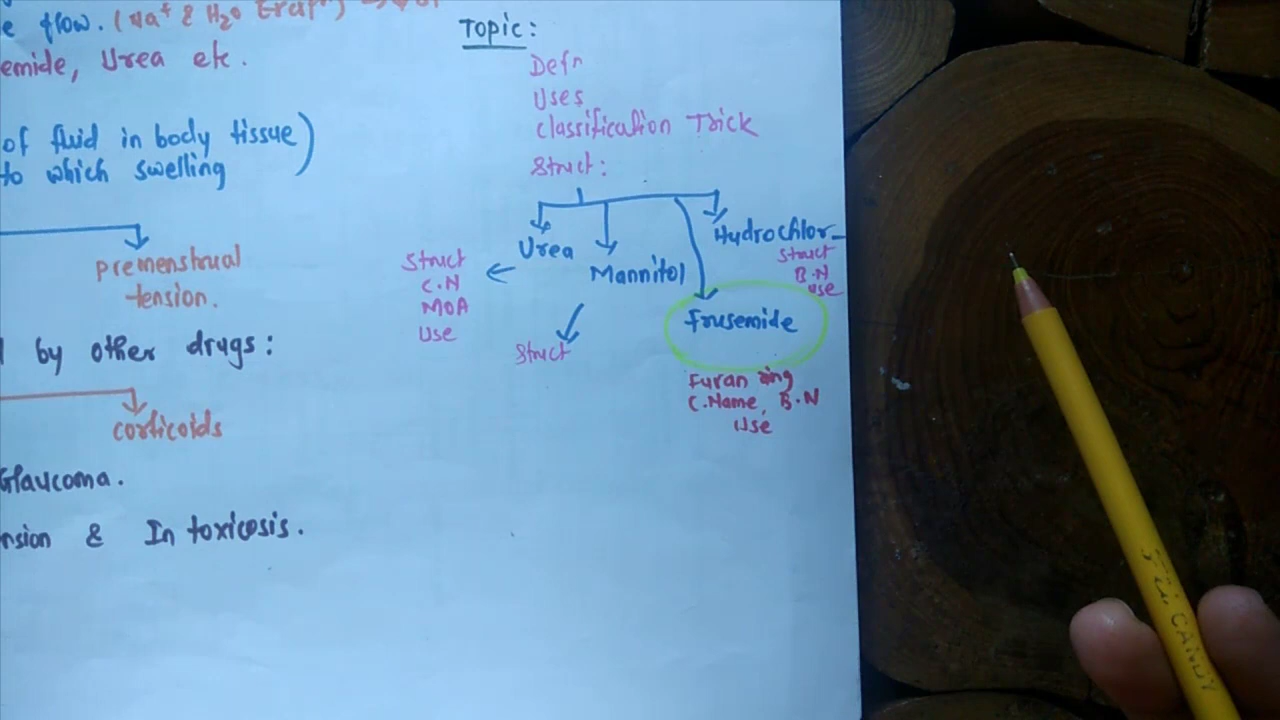 e flow. (Na⁺ & H₂O
emide, Urea etc.
of fluid in body tissue)
to which swelling
premenstrual
tension.
by other drugs:
corticoids
Glaucoma.
nsion & In toxicosis.
Topic:
Defn
Uses
Classification Trick
Struct:
Urea
Mannitol
Hydrochlor-
Struct
B.N
use
Struct
C.N
MOA
Use
Struct
Frusemide
Furan ring
C.Name, B.N
Use
CANDY